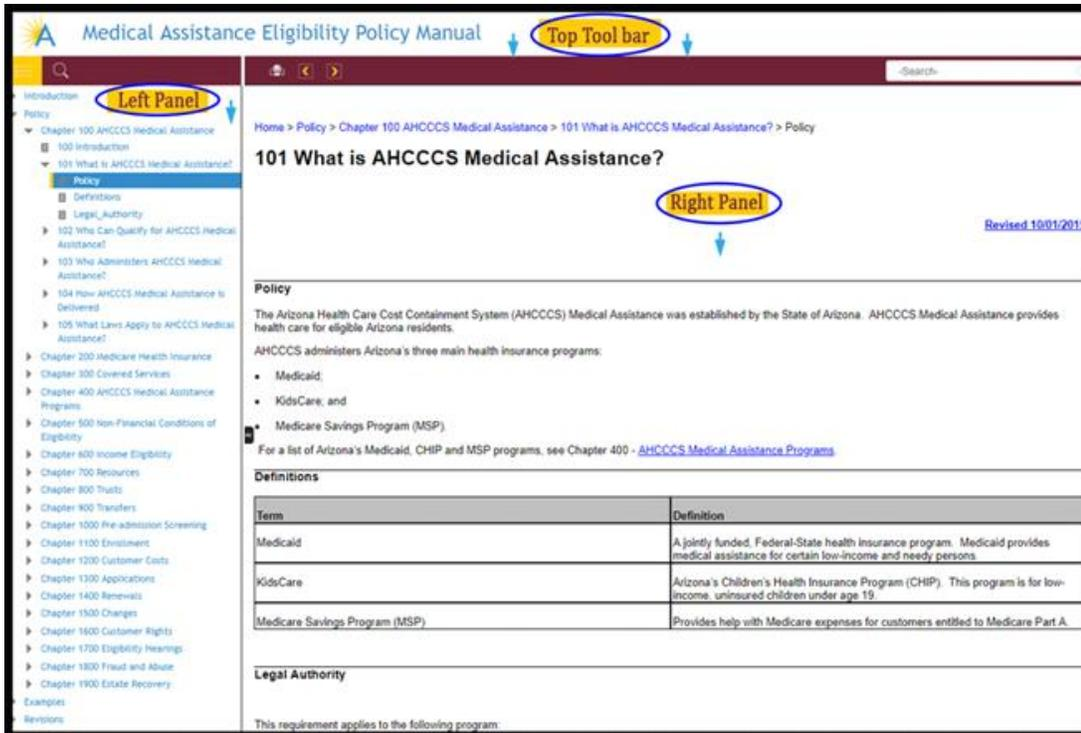 Medical Assistance Eligibility Policy Manual
Top Tool bar
-Search-
Left Panel
Introduction
Policy
Chapter 100 AHCCCS Medical Assistance
100 Introduction
101 What is AHCCCS Medical Assistance?
Policy
Definitions
Legal_Authority
102 Who Can Qualify for AHCCCS Medical
Assistance?
103 Who Administers AHCCCS Medical
Assistance?
104 How AHCCCS Medical Assistance is
Delivered
105 What Laws Apply to AHCCCS Medical
Assistance?
Chapter 200 Medicare Health Insurance
Chapter 300 Covered Services
Chapter 400 AHCCCS Medical Assistance
Programs
Chapter 500 Non-Financial Conditions of
Eligibility
Chapter 600 Income Eligibility
Chapter 700 Resources
Chapter 800 Trusts
Chapter 900 Transfers
Chapter 1000 Pre-admission Screening
Chapter 1100 Enrollment
Chapter 1200 Customer Costs
Chapter 1300 Applications
Chapter 1400 Renewals
Chapter 1500 Changes
Chapter 1600 Customer Rights
Chapter 1700 Eligibility Hearings
Chapter 1800 Fraud and Abuse
Chapter 1900 Estate Recovery
Examples
Revisions
Home > Policy > Chapter 100 AHCCCS Medical Assistance > 101 What is AHCCCS Medical Assistance? > Policy
101 What is AHCCCS Medical Assistance?
Right Panel
Revised 10/01/201
Policy
The Arizona Health Care Cost Containment System (AHCCCS) Medical Assistance was established by the State of Arizona. AHCCCS Medical Assistance provides
health care for eligible Arizona residents.
AHCCCS administers Arizona's three main health insurance programs:
• Medicaid;
• KidsCare; and
• Medicare Savings Program (MSP).
For a list of Arizona's Medicaid, CHIP and MSP programs, see Chapter 400 - AHCCCS Medical Assistance Programs.
Definitions
Term Definition
Medicaid A jointly funded, Federal-State health insurance program. Medicaid provides
medical assistance for certain low-income and needy persons.
KidsCare Arizona's Children's Health Insurance Program (CHIP). This program is for low-
income, uninsured children under age 19.
Medicare Savings Program (MSP) Provides help with Medicare expenses for customers entitled to Medicare Part A.
Legal Authority
This requirement applies to the following program: